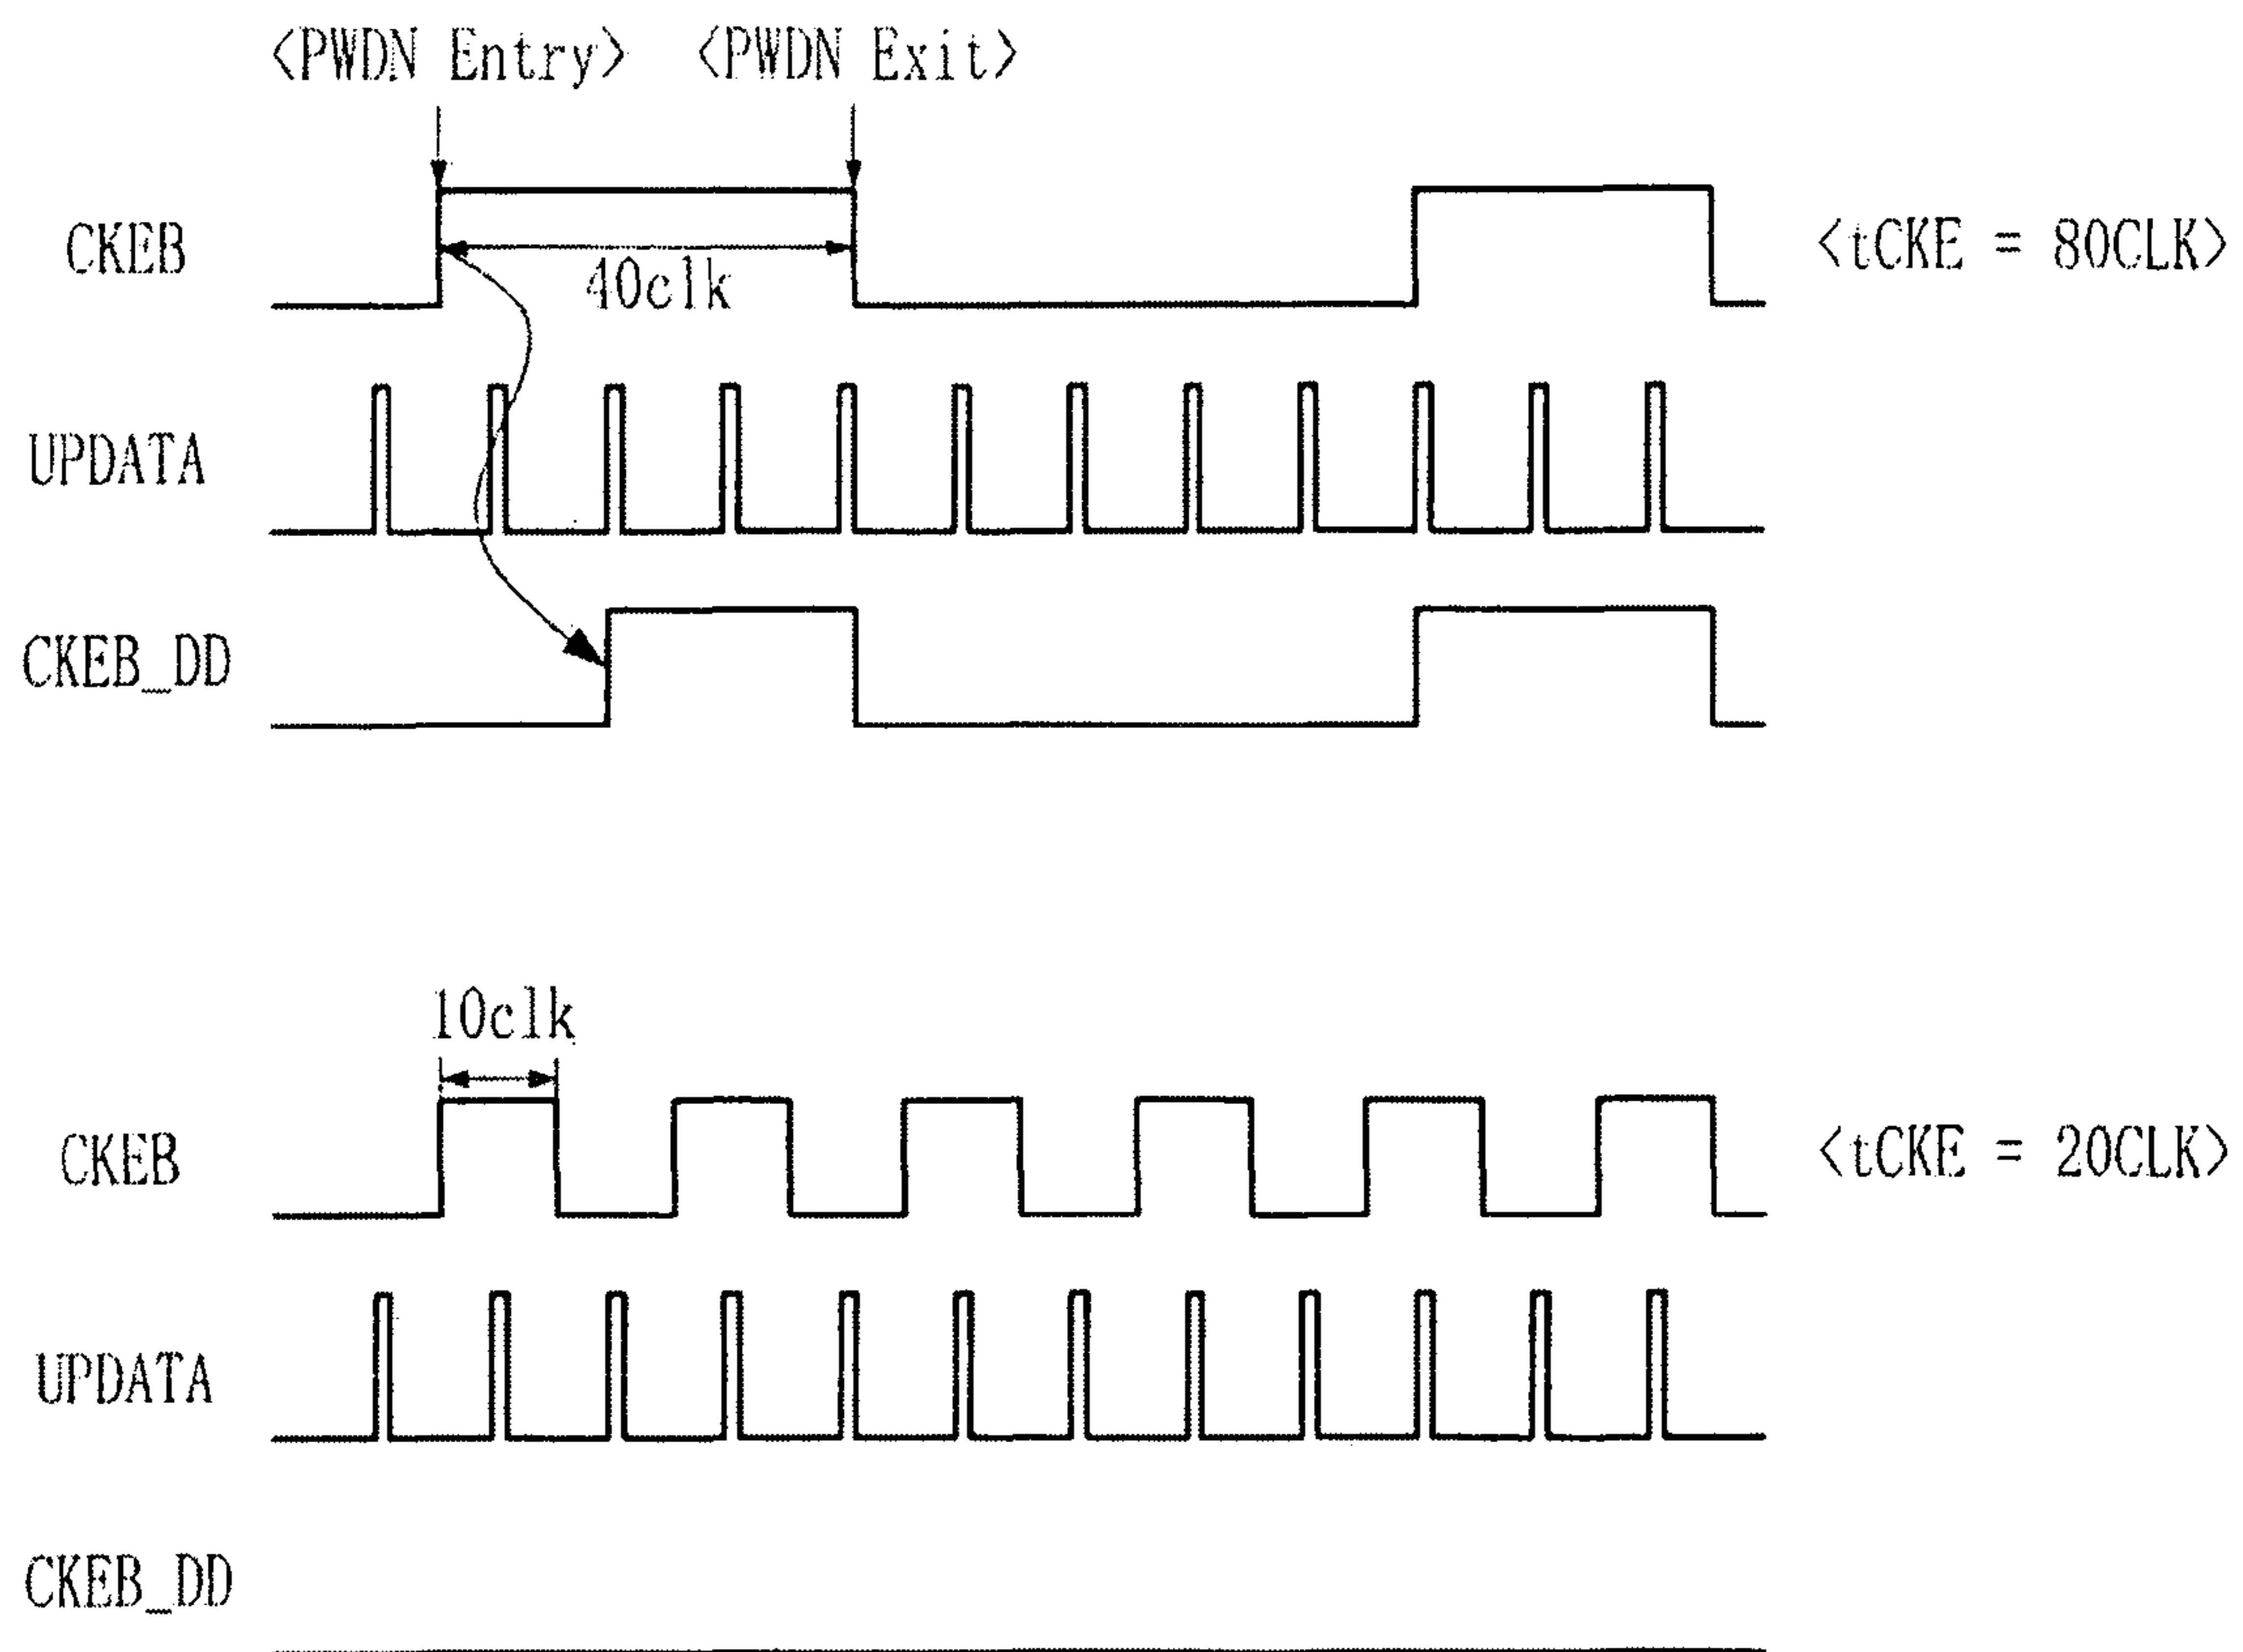 <PWDN Entry> <PWDN Exit>
CKEB
40clk
<tCKE = 80CLK>
UPDATA
CKEB_DD
10clk
CKEB
<tCKE = 20CLK>
UPDATA
CKEB_DD